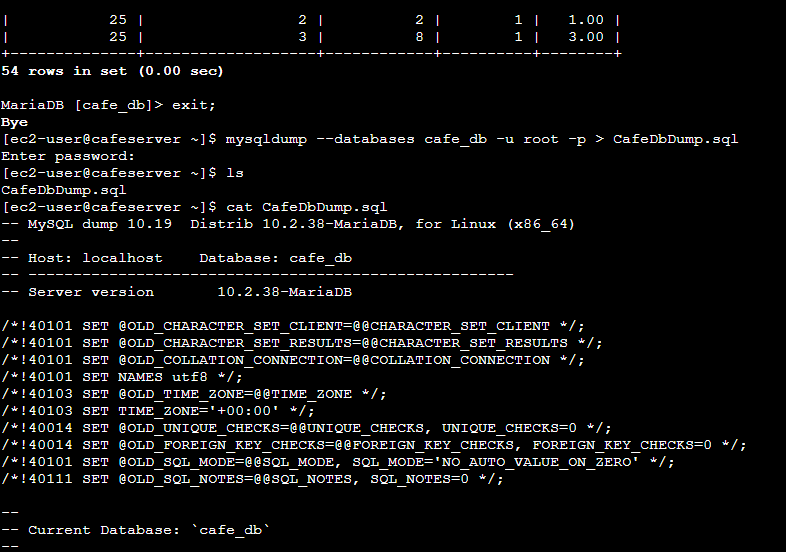 |           25 |                 2 |            2 |        1 |   1.00 |
|           25 |                 3 |            8 |        1 |   3.00 |
+--------------+-------------------+------------+----------+--------+
54 rows in set (0.00 sec)
MariaDB [cafe_db]> exit;
Bye
[ec2-user@cafeserver ~]$ mysqldump --databases cafe_db -u root -p > CafeDbDump.sql
Enter password:
[ec2-user@cafeserver ~]$ ls
CafeDbDump.sql
[ec2-user@cafeserver ~]$ cat CafeDbDump.sql
-- MySQL dump 10.19  Distrib 10.2.38-MariaDB, for Linux (x86_64)
--
-- Host: localhost    Database: cafe_db
-- ------------------------------------------------------
-- Server version       10.2.38-MariaDB
/*!40101 SET @OLD_CHARACTER_SET_CLIENT=@@CHARACTER_SET_CLIENT */;
/*!40101 SET @OLD_CHARACTER_SET_RESULTS=@@CHARACTER_SET_RESULTS */;
/*!40101 SET @OLD_COLLATION_CONNECTION=@@COLLATION_CONNECTION */;
/*!40101 SET NAMES utf8 */;
/*!40103 SET @OLD_TIME_ZONE=@@TIME_ZONE */;
/*!40103 SET TIME_ZONE='+00:00' */;
/*!40014 SET @OLD_UNIQUE_CHECKS=@@UNIQUE_CHECKS, UNIQUE_CHECKS=0 */;
/*!40014 SET @OLD_FOREIGN_KEY_CHECKS=@@FOREIGN_KEY_CHECKS, FOREIGN_KEY_CHECKS=0 */;
/*!40101 SET @OLD_SQL_MODE=@@SQL_MODE, SQL_MODE='NO_AUTO_VALUE_ON_ZERO' */;
/*!40111 SET @OLD_SQL_NOTES=@@SQL_NOTES, SQL_NOTES=0 */;
--
-- Current Database: `cafe_db`
--